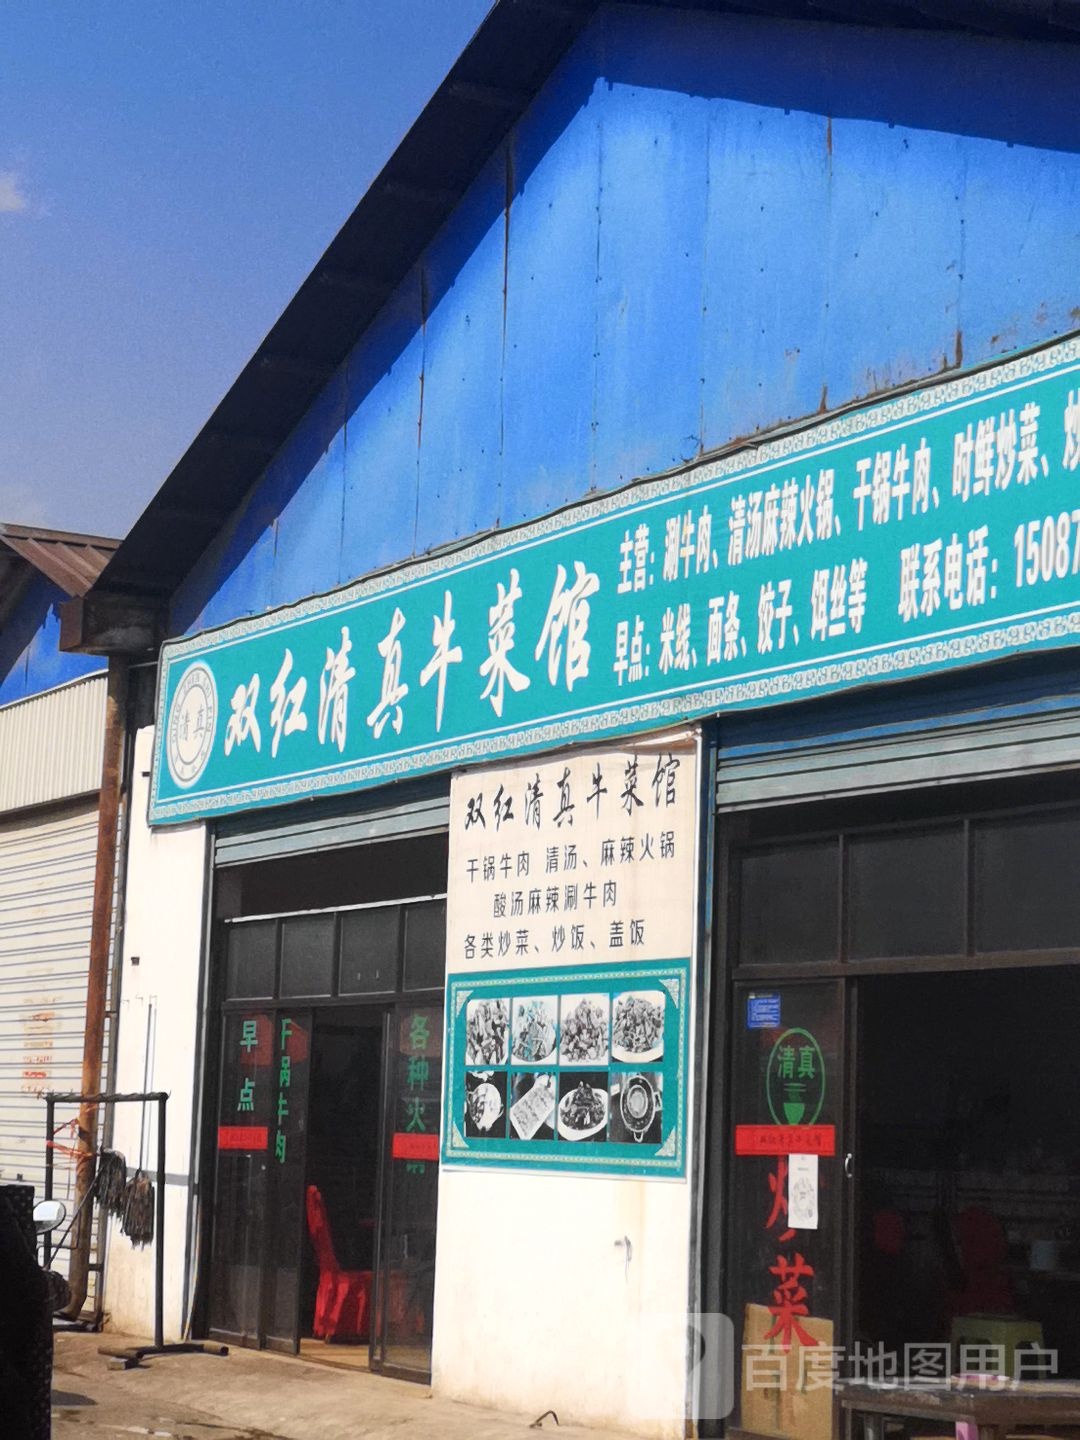 清真
双红清真牛菜馆
主营：涮牛肉、清汤麻辣火锅、干锅牛肉、时鲜炒菜、炒
早点：米线、面条、饺子、饵丝等 联系电话：15087
双红清真牛菜馆
干锅牛肉 清汤、麻辣火锅
酸汤麻辣涮牛肉
各类炒菜、炒饭、盖饭
早点
干锅牛肉
各种火
清真
炒菜
百度地图用户